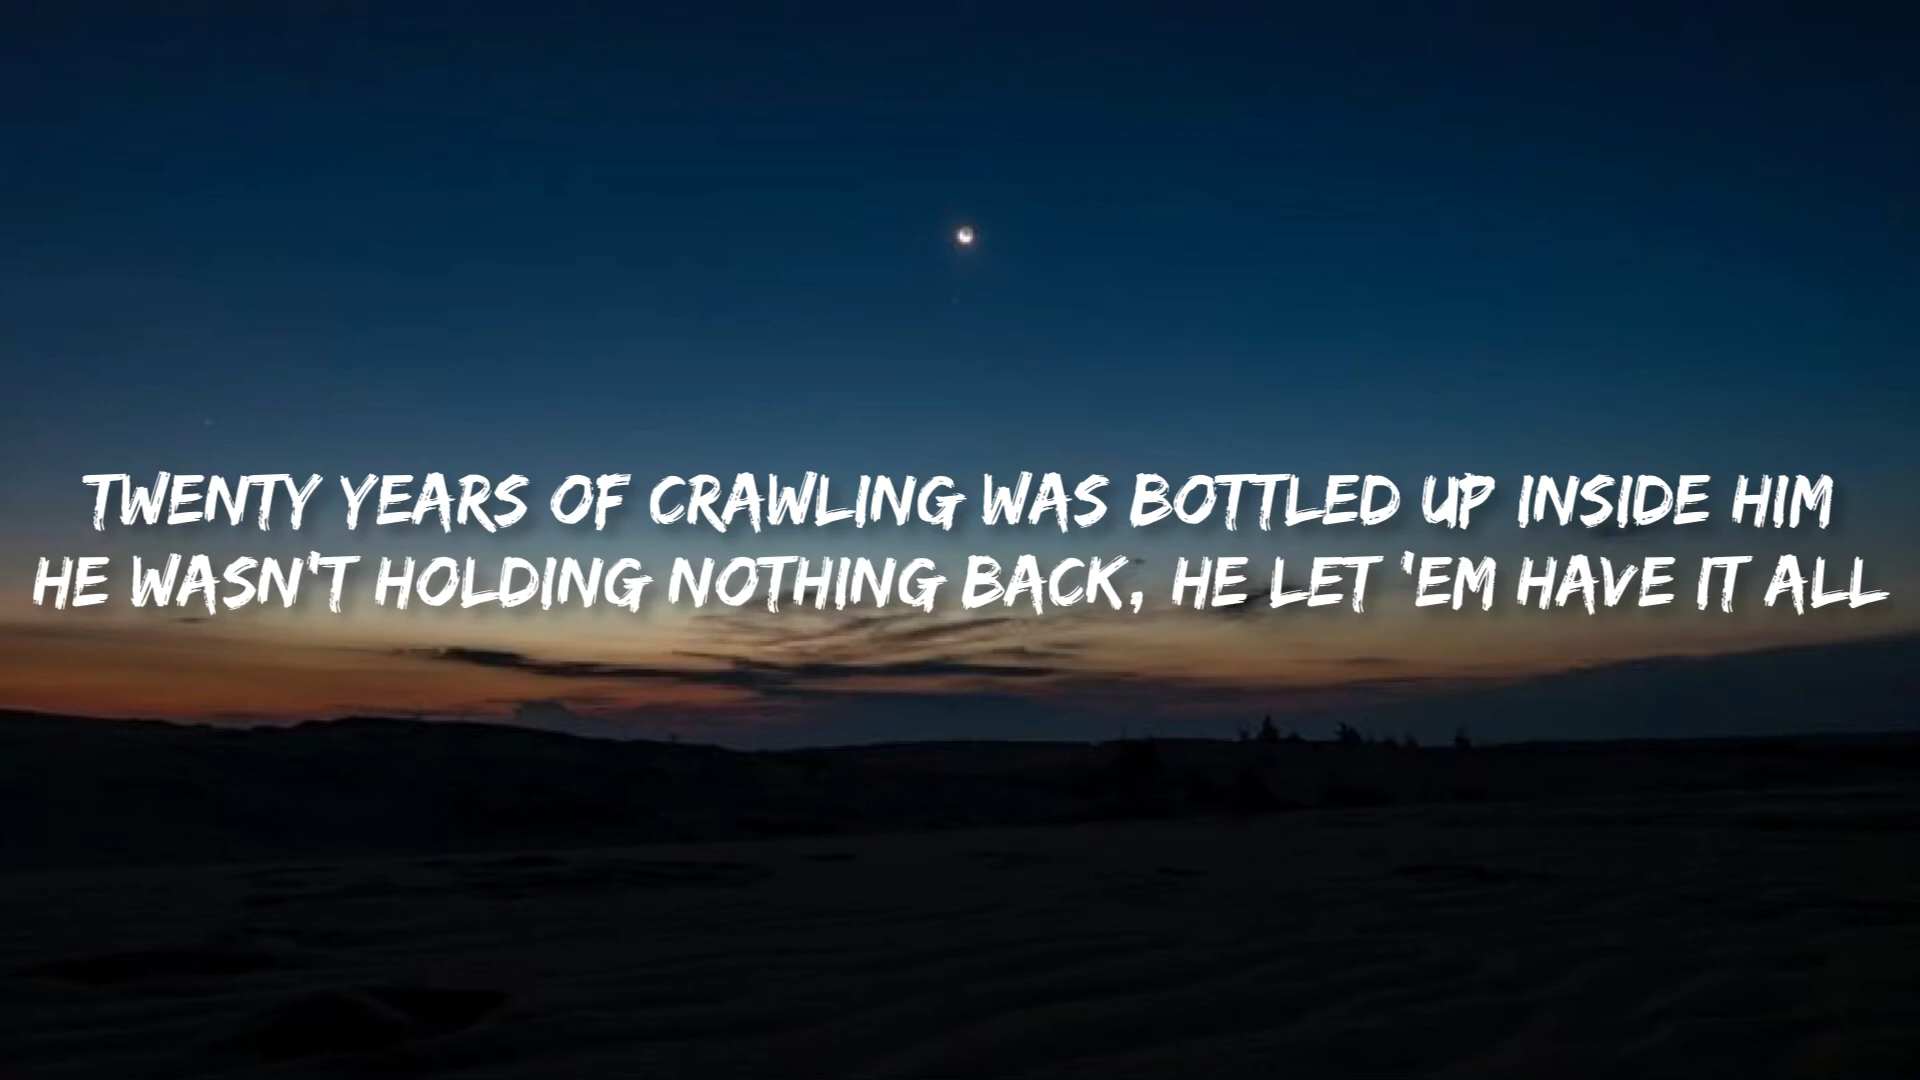 TWENTY YEARS OF CRAWLING WAS BOTTLED UP INSIDE HIM
HE WASN'T HOLDING NOTHING BACK, HE LET 'EM HAVE IT ALL